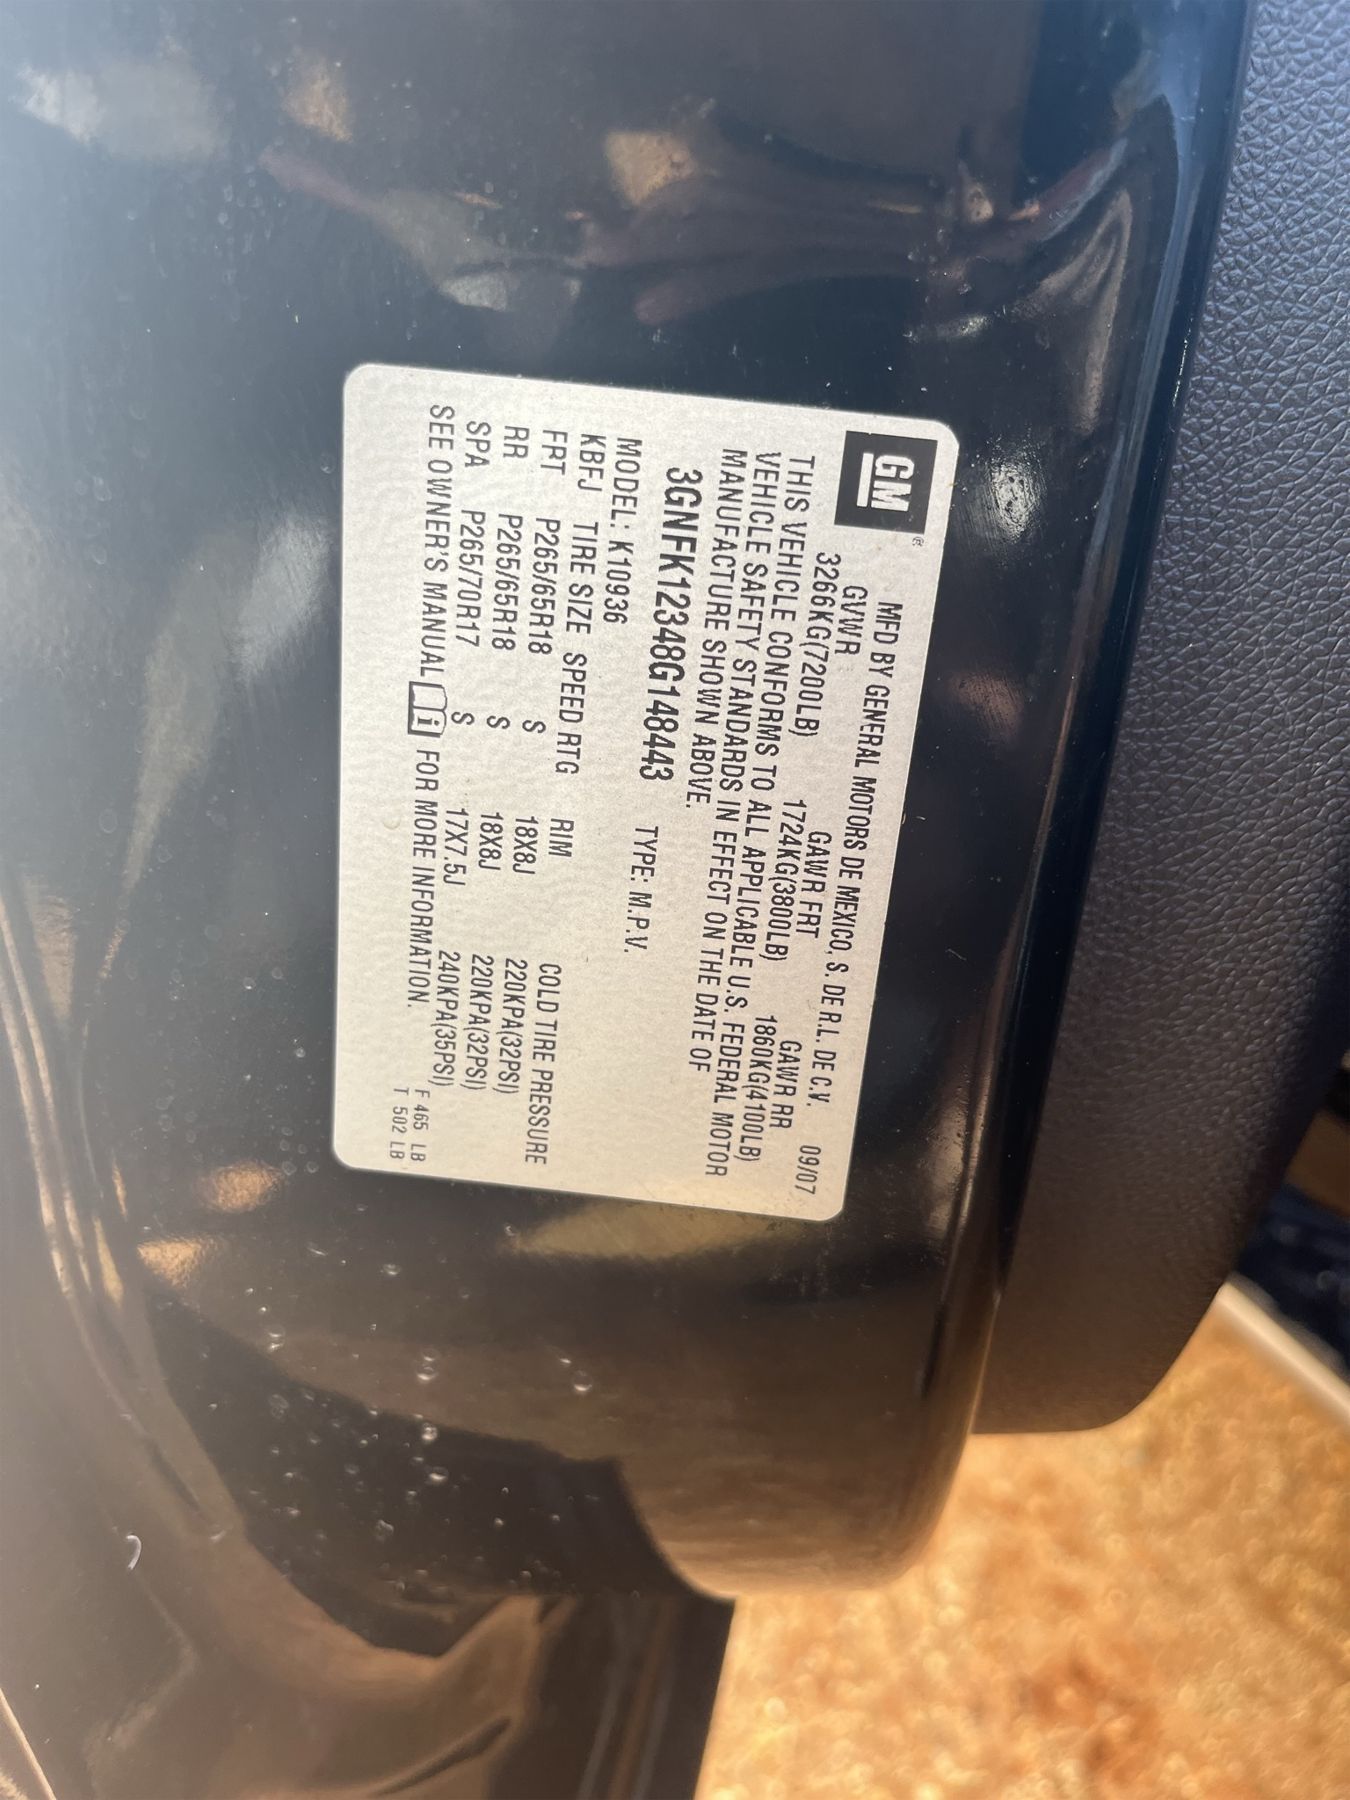 GM® MFD BY GENERAL MOTORS DE MEXICO, S. DE R.L. DE C.V. 09/07
GVWR GAWR FRT GAWR RR
3266KG(7200LB) 1724KG(3800LB) 1860KG(4100LB)
THIS VEHICLE CONFORMS TO ALL APPLICABLE U.S. FEDERAL MOTOR
VEHICLE SAFETY STANDARDS IN EFFECT ON THE DATE OF
MANUFACTURE SHOWN ABOVE.
3GNFK12348G148443 TYPE: M.P.V.
MODEL: K10936
KBFJ TIRE SIZE SPEED RTG RIM COLD TIRE PRESSURE
FRT P265/65R18 S 18X8J 220KPA(32PSI)
RR P265/65R18 S 18X8J 220KPA(32PSI)
SPA P265/70R17 S 17X7.5J 240KPA(35PSI)
SEE OWNER'S MANUAL i FOR MORE INFORMATION.
F 465 LB
T 502 LB